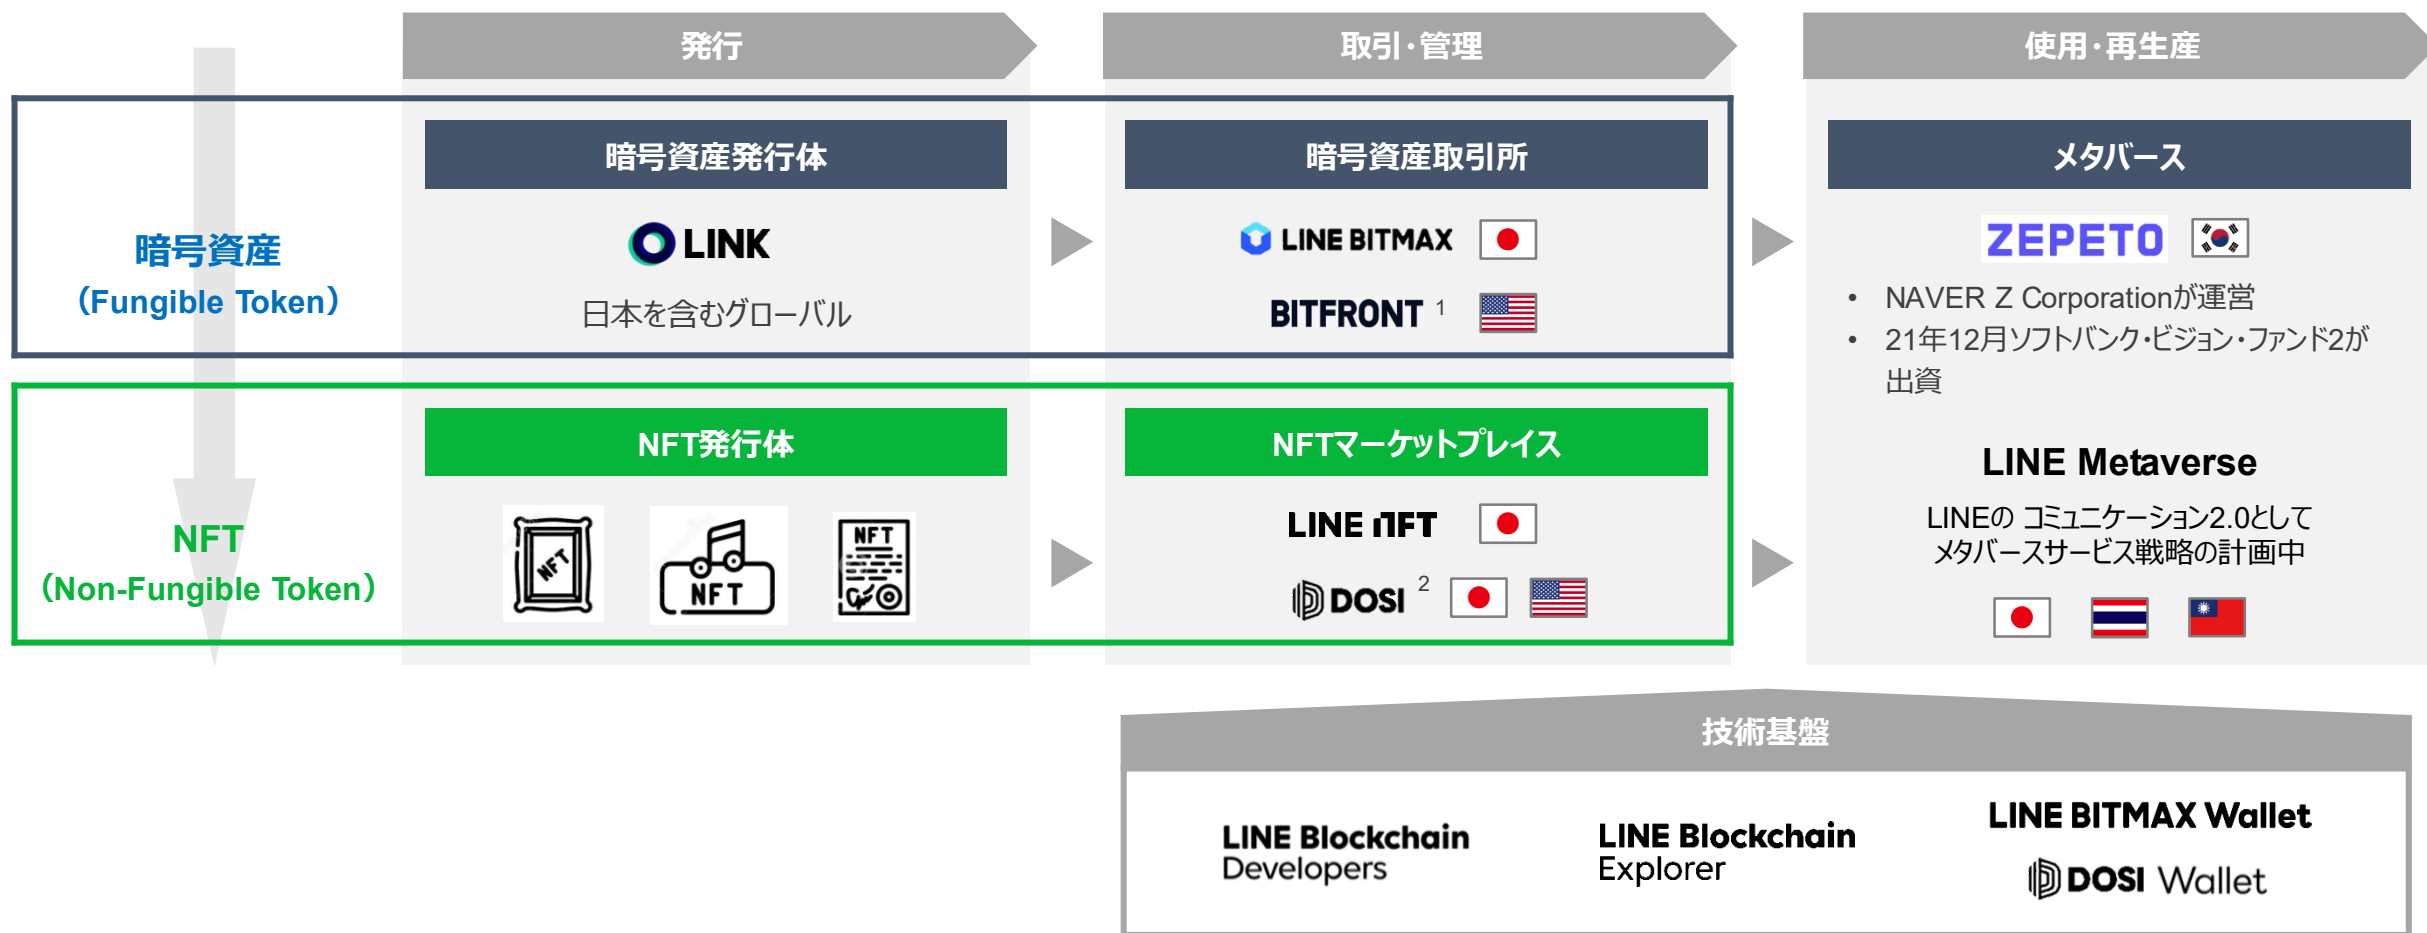 発行
取引・管理
使用・再生産
暗号資産
（Fungible Token）
暗号資産発行体
LINK
日本を含むグローバル
暗号資産取引所
LINE BITMAX
BITFRONT 1
メタバース
ZEPETO
• NAVER Z Corporationが運営
• 21年12月ソフトバンク・ビジョン・ファンド2が
出資
NFT
（Non-Fungible Token）
NFT発行体
NFT
NFT
NFT
NFTマーケットプレイス
LINE NFT
DOSI 2
LINE Metaverse
LINEの コミュニケーション2.0として
メタバースサービス戦略の計画中
技術基盤
LINE Blockchain
Developers
LINE Blockchain
Explorer
LINE BITMAX Wallet
DOSI Wallet